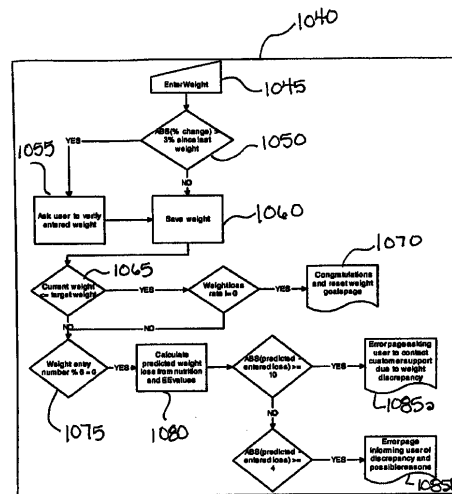 1040
EnterWeight
1045
ABS(% change) >
3% since last
weight
1050
YES
1055
NO
Ask user to verify
entered weight
Save weight
1060
1065
1070
Current weight
<= target weight
YES
Weight loss
rate != 0
YES
Congratulations
and reset weight
goals page
NO
NO
Weight entry
number % 6 = 0
YES
Calculate
predicted weight
loss from nutrition
and EE values
ABS(predicted -
entered loss) >=
10
YES
Error page asking
user to contact
customer support
due to weight
discrepancy
1075
1080
1085a
NO
ABS(predicted -
entered loss) >=
4
YES
Error page
informing user of
discrepancy and
possible reasons
1085b